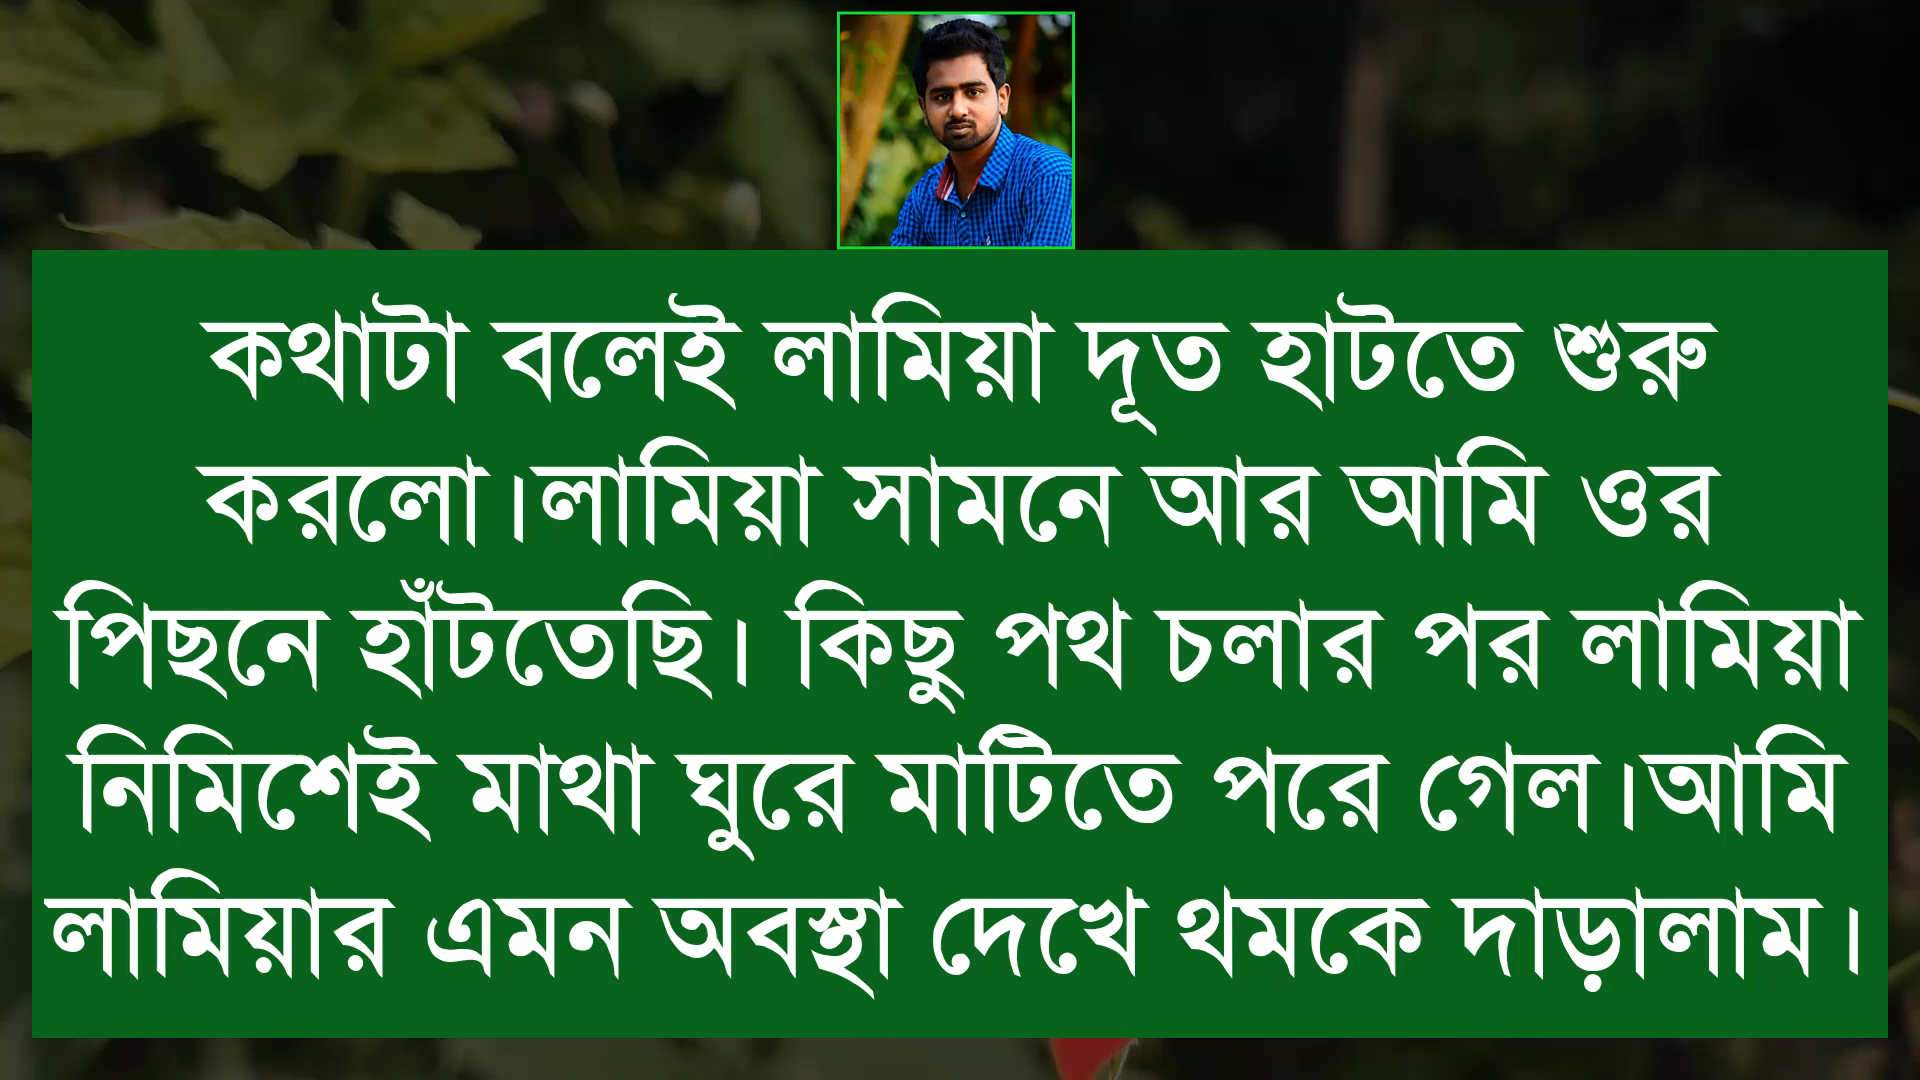 কথাটা বলেই লামিয়া দূত হাটতে শুরু
করলো।লামিয়া সামনে আর আমি ওর
পিছনে হাঁটতেছি। কিছু পথ চলার পর লামিয়া
নিমিশেই মাথা ঘুরে মাটিতে পরে গেল।আমি
লামিয়ার এমন অবস্থা দেখে থমকে দাড়ালাম।